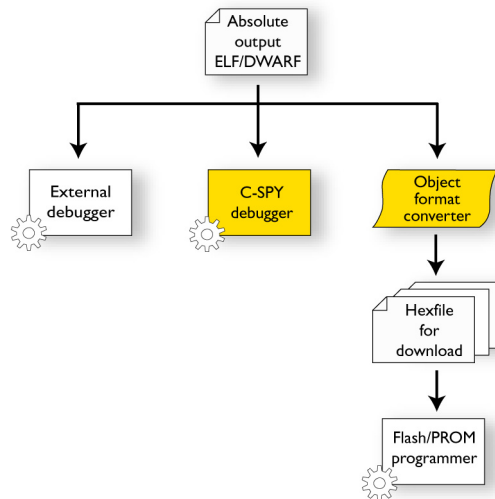 Absolute
output
ELF/DWARF
External
debugger
C-SPY
debugger
Object
format
converter
Hexfile
for
download
Flash/PROM
programmer